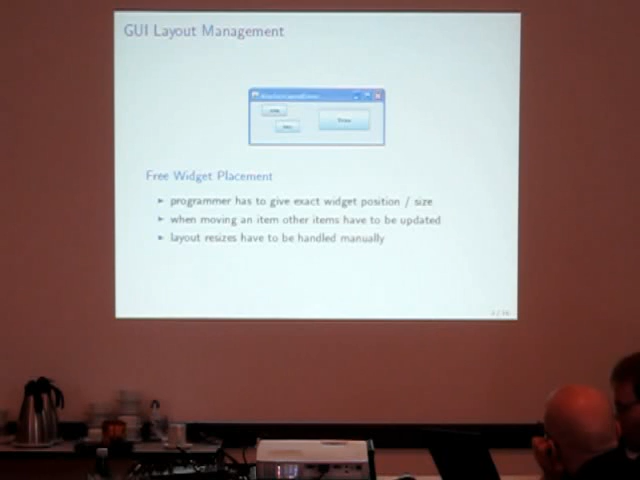 GUI Layout Management
Free Widget Placement
▸ programmer has to give exact widget position / size
▸ when moving an item other items have to be updated
▸ layout resizes have to be handled manually